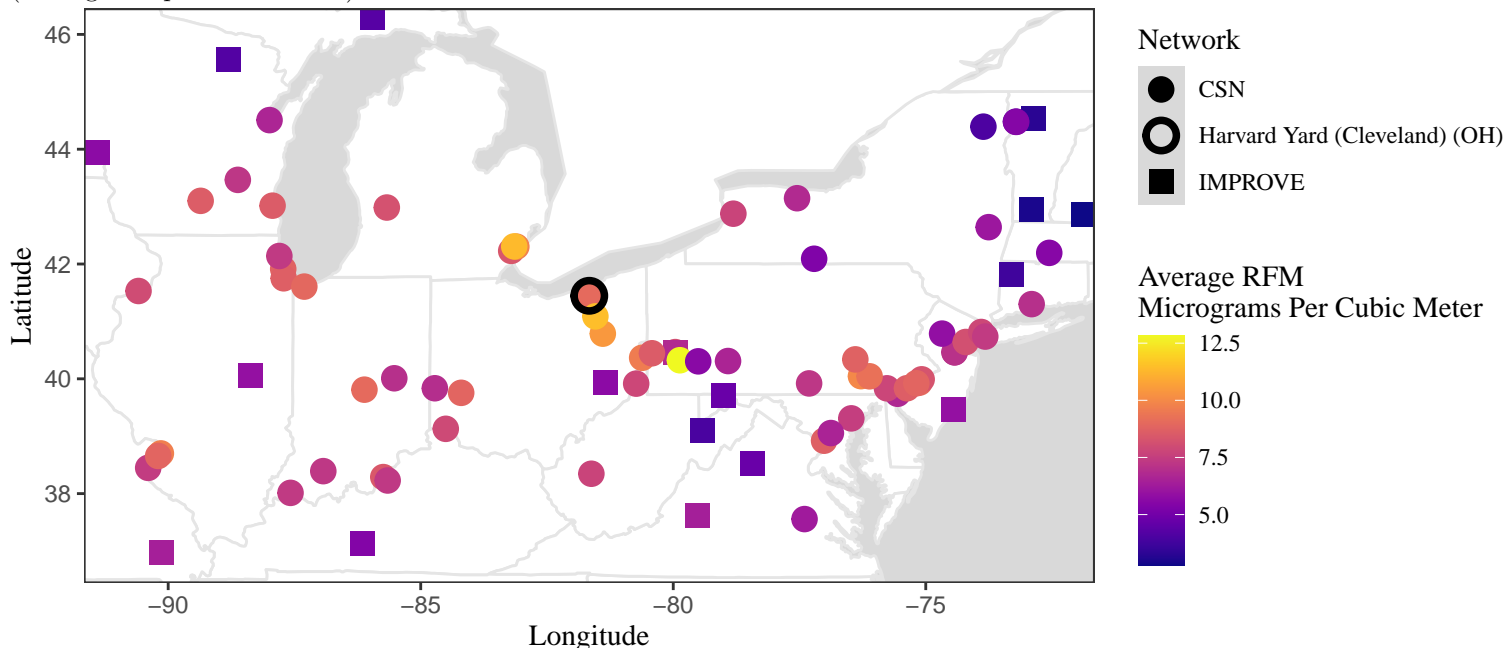 46
44
42
40
38
Latitude
−90
−85
−80
−75
Longitude
Network
CSN
Harvard Yard (Cleveland) (OH)
IMPROVE
Average RFM
Micrograms Per Cubic Meter
12.5
10.0
7.5
5.0